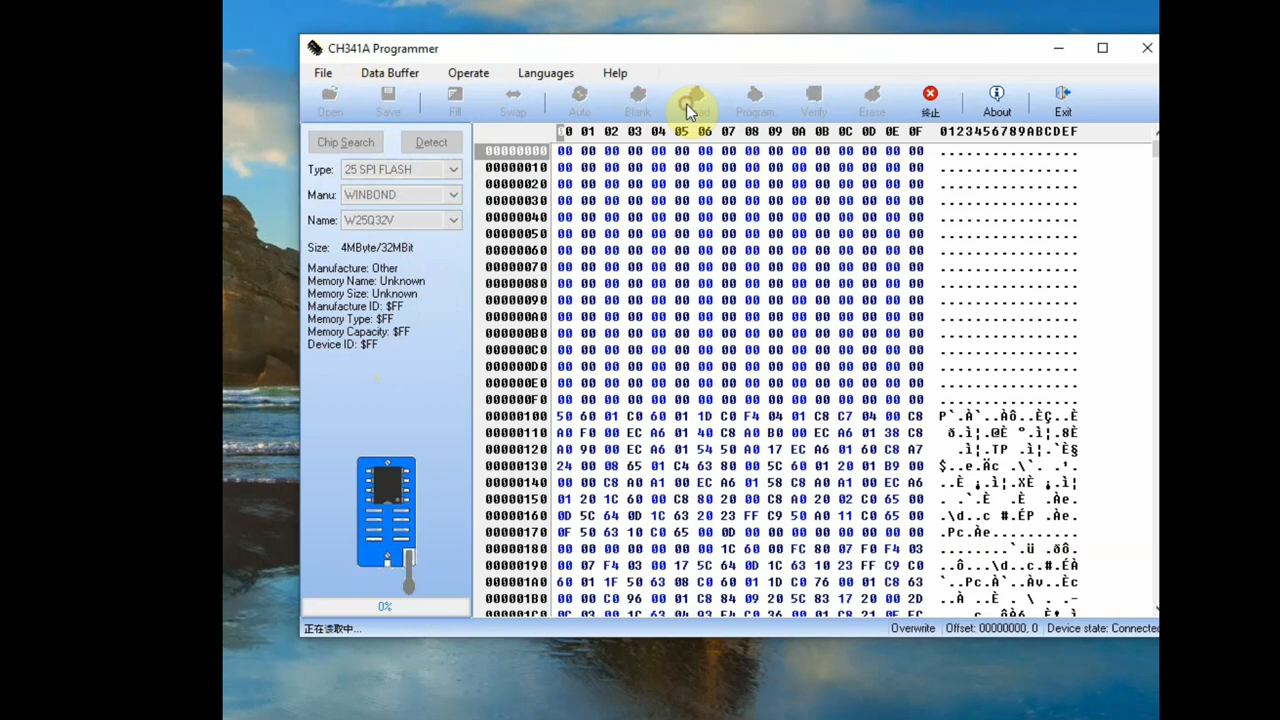 CH341A Programmer
File Data Buffer Operate Languages Help
Open Save Fill Swap Auto Blank Program Verify Erase 终止 About Exit
Chip Search Detect
Type: 25 SPI FLASH
Manu: WINBOND
Name: W25Q32V
Size: 4MByte/32MBit
Manufacture: Other
Memory Name: Unknown
Memory Size: Unknown
Manufacture ID: $FF
Memory Type: $FF
Memory Capacity: $FF
Device ID: $FF
0%
00 01 02 03 04 05 06 07 08 09 0A 0B 0C 0D 0E 0F 0123456789ABCDEF
00000000 00 00 00 00 00 00 00 00 00 00 00 00 00 00 00 00 ................
00000010 00 00 00 00 00 00 00 00 00 00 00 00 00 00 00 00 ................
00000020 00 00 00 00 00 00 00 00 00 00 00 00 00 00 00 00 ................
00000030 00 00 00 00 00 00 00 00 00 00 00 00 00 00 00 00 ................
00000040 00 00 00 00 00 00 00 00 00 00 00 00 00 00 00 00 ................
00000050 00 00 00 00 00 00 00 00 00 00 00 00 00 00 00 00 ................
00000060 00 00 00 00 00 00 00 00 00 00 00 00 00 00 00 00 ................
00000070 00 00 00 00 00 00 00 00 00 00 00 00 00 00 00 00 ................
00000080 00 00 00 00 00 00 00 00 00 00 00 00 00 00 00 00 ................
00000090 00 00 00 00 00 00 00 00 00 00 00 00 00 00 00 00 ................
000000A0 00 00 00 00 00 00 00 00 00 00 00 00 00 00 00 00 ................
000000B0 00 00 00 00 00 00 00 00 00 00 00 00 00 00 00 00 ................
000000C0 00 00 00 00 00 00 00 00 00 00 00 00 00 00 00 00 ................
000000D0 00 00 00 00 00 00 00 00 00 00 00 00 00 00 00 00 ................
000000E0 00 00 00 00 00 00 00 00 00 00 00 00 00 00 00 00 ................
000000F0 00 00 00 00 00 00 00 00 00 00 00 00 00 00 00 00 ................
00000100 50 60 01 C0 60 01 1D C0 F4 04 01 C8 C7 04 00 C8 P`.À`..Àô..ÈÇ..È
00000110 A0 F0 00 EC A6 01 40 C8 A0 B0 00 EC A6 01 38 C8  ð.ì¦.@È °.ì¦.8È
00000120 A0 90 00 EC A6 01 54 50 A0 17 EC A6 01 60 C8 A7  ..ì¦.TP .ì¦.`È§
00000130 24 00 08 65 01 C4 63 80 00 5C 60 01 20 01 B9 00 $..e.Äc..\`. .¹.
00000140 00 00 C8 A0 A1 00 EC A6 01 58 C8 A0 A1 00 EC A6 ..È ¡.ì¦.XÈ ¡.ì¦
00000150 01 20 1C 60 00 C8 80 20 00 C8 A0 20 02 C0 65 00 . .`.È. .È  .Àe.
00000160 0D 5C 64 0D 1C 63 20 23 FF C9 50 A0 11 C0 65 00
00000170 0F 50 63 10 C0 65 00 0D 00 00 00 00 00 00 00 00 .Pc.Àe..........
00000180 00 00 00 00 00 00 00 1C 60 00 FC 80 07 F0 F4 03 ........`.ü..ðô.
00000190 00 07 F4 03 00 17 5C 64 0D 1C 63 10 23 FF C9 C0
000001A0 60 01 1F 50 63 08 C0 60 01 1D C0 76 00 01 C8 63 `..Pc.À`..Àv..Èc
000001B0 00 00 C0 96 00 01 C8 84 09 20 5C 83 17 20 00 2D ..À...È.. \.. .-
正在读取中... Overwrite Offset: 00000000, 0 Device state: Connecte